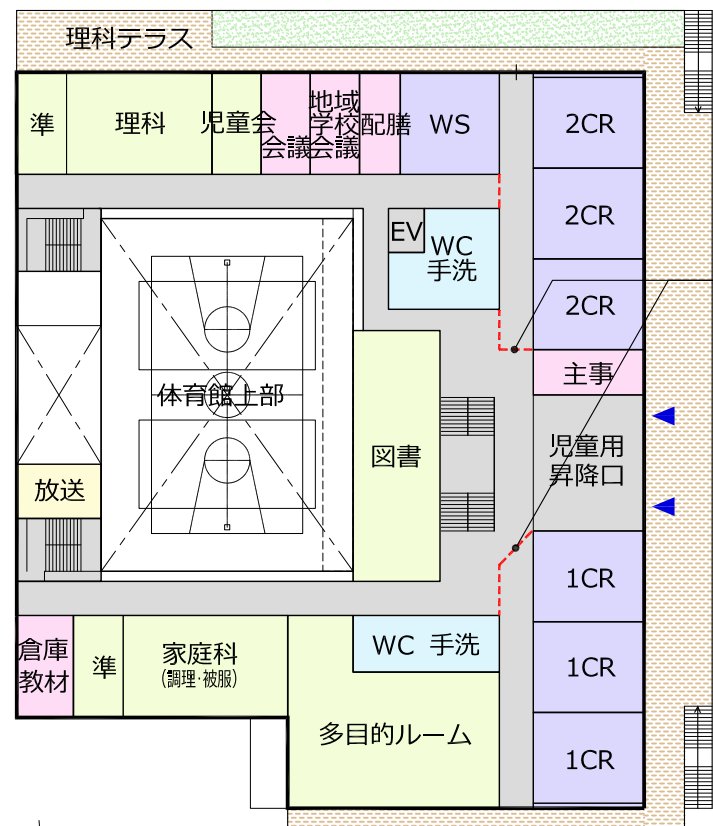 理科テラス
準
理科
児童会
会議
地域
学校
会議
配膳
WS
2CR
2CR
2CR
EV
WC
手洗
主事
児童用
昇降口
体育館上部
図書
放送
1CR
1CR
1CR
倉庫
教材
準
家庭科
(調理・被服)
WC 手洗
多目的ルーム